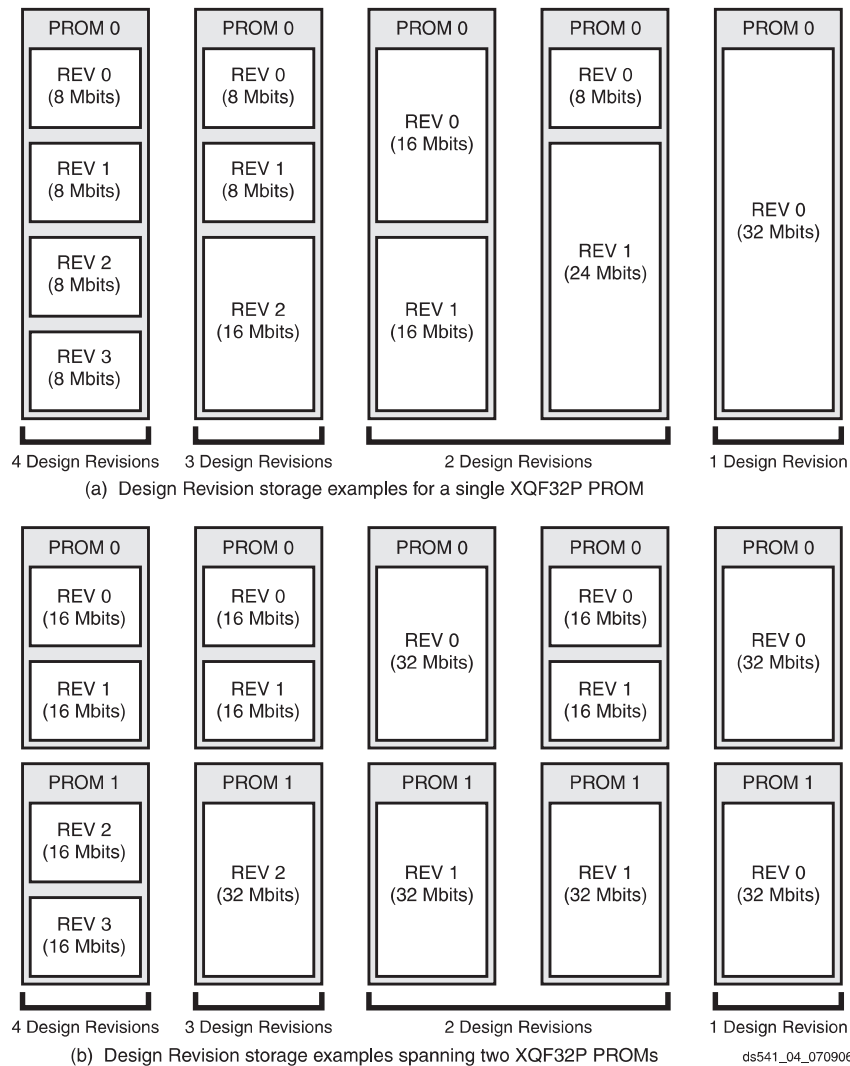 PROM 0
REV 0
(8 Mbits)
REV 1
(8 Mbits)
REV 2
(8 Mbits)
REV 3
(8 Mbits)
4 Design Revisions
PROM 0
REV 0
(8 Mbits)
REV 1
(8 Mbits)
REV 2
(16 Mbits)
3 Design Revisions
PROM 0
REV 0
(16 Mbits)
REV 1
(16 Mbits)
PROM 0
REV 0
(8 Mbits)
REV 1
(24 Mbits)
2 Design Revisions
PROM 0
REV 0
(32 Mbits)
1 Design Revision
(a) Design Revision storage examples for a single XQF32P PROM
PROM 0
REV 0
(16 Mbits)
REV 1
(16 Mbits)
PROM 1
REV 2
(16 Mbits)
REV 3
(16 Mbits)
4 Design Revisions
PROM 0
REV 0
(16 Mbits)
REV 1
(16 Mbits)
PROM 1
REV 2
(32 Mbits)
3 Design Revisions
PROM 0
REV 0
(32 Mbits)
PROM 1
REV 1
(32 Mbits)
PROM 0
REV 0
(16 Mbits)
REV 1
(16 Mbits)
PROM 1
REV 1
(32 Mbits)
2 Design Revisions
PROM 0
REV 0
(32 Mbits)
PROM 1
REV 0
(32 Mbits)
1 Design Revision
(b) Design Revision storage examples spanning two XQF32P PROMs
ds541_04_070906